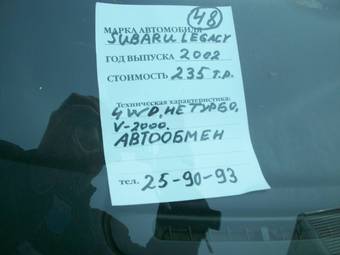 48
МАРКА АВТОМОБИЛЯ
SUBARU LEGACY
ГОД ВЫПУСКА 2002
СТОИМОСТЬ 235 т.р.
Техническая характеристика:
4WD, НЕ ТУРБО,
V-2000.
АВТООБМЕН
тел. 25-90-93